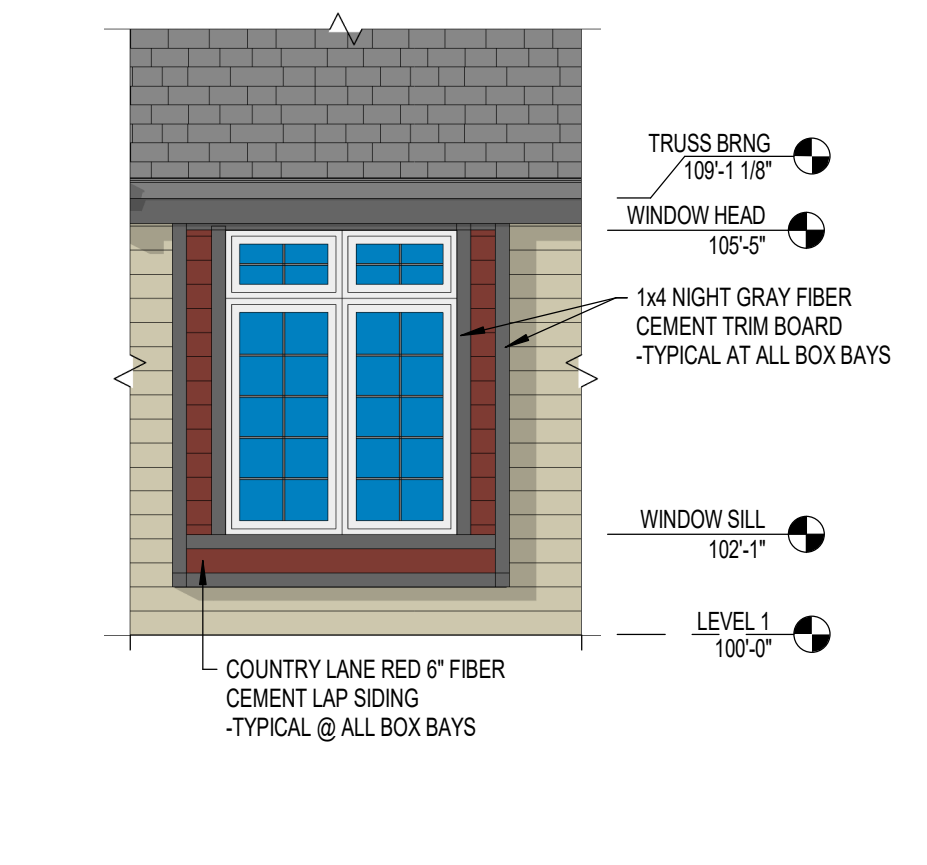 TRUSS BRNG
109'-1 1/8"
WINDOW HEAD
105'-5"
1x4 NIGHT GRAY FIBER
CEMENT TRIM BOARD
-TYPICAL AT ALL BOX BAYS
WINDOW SILL
102'-1"
LEVEL 1
100'-0"
COUNTRY LANE RED 6" FIBER
CEMENT LAP SIDING
-TYPICAL @ ALL BOX BAYS